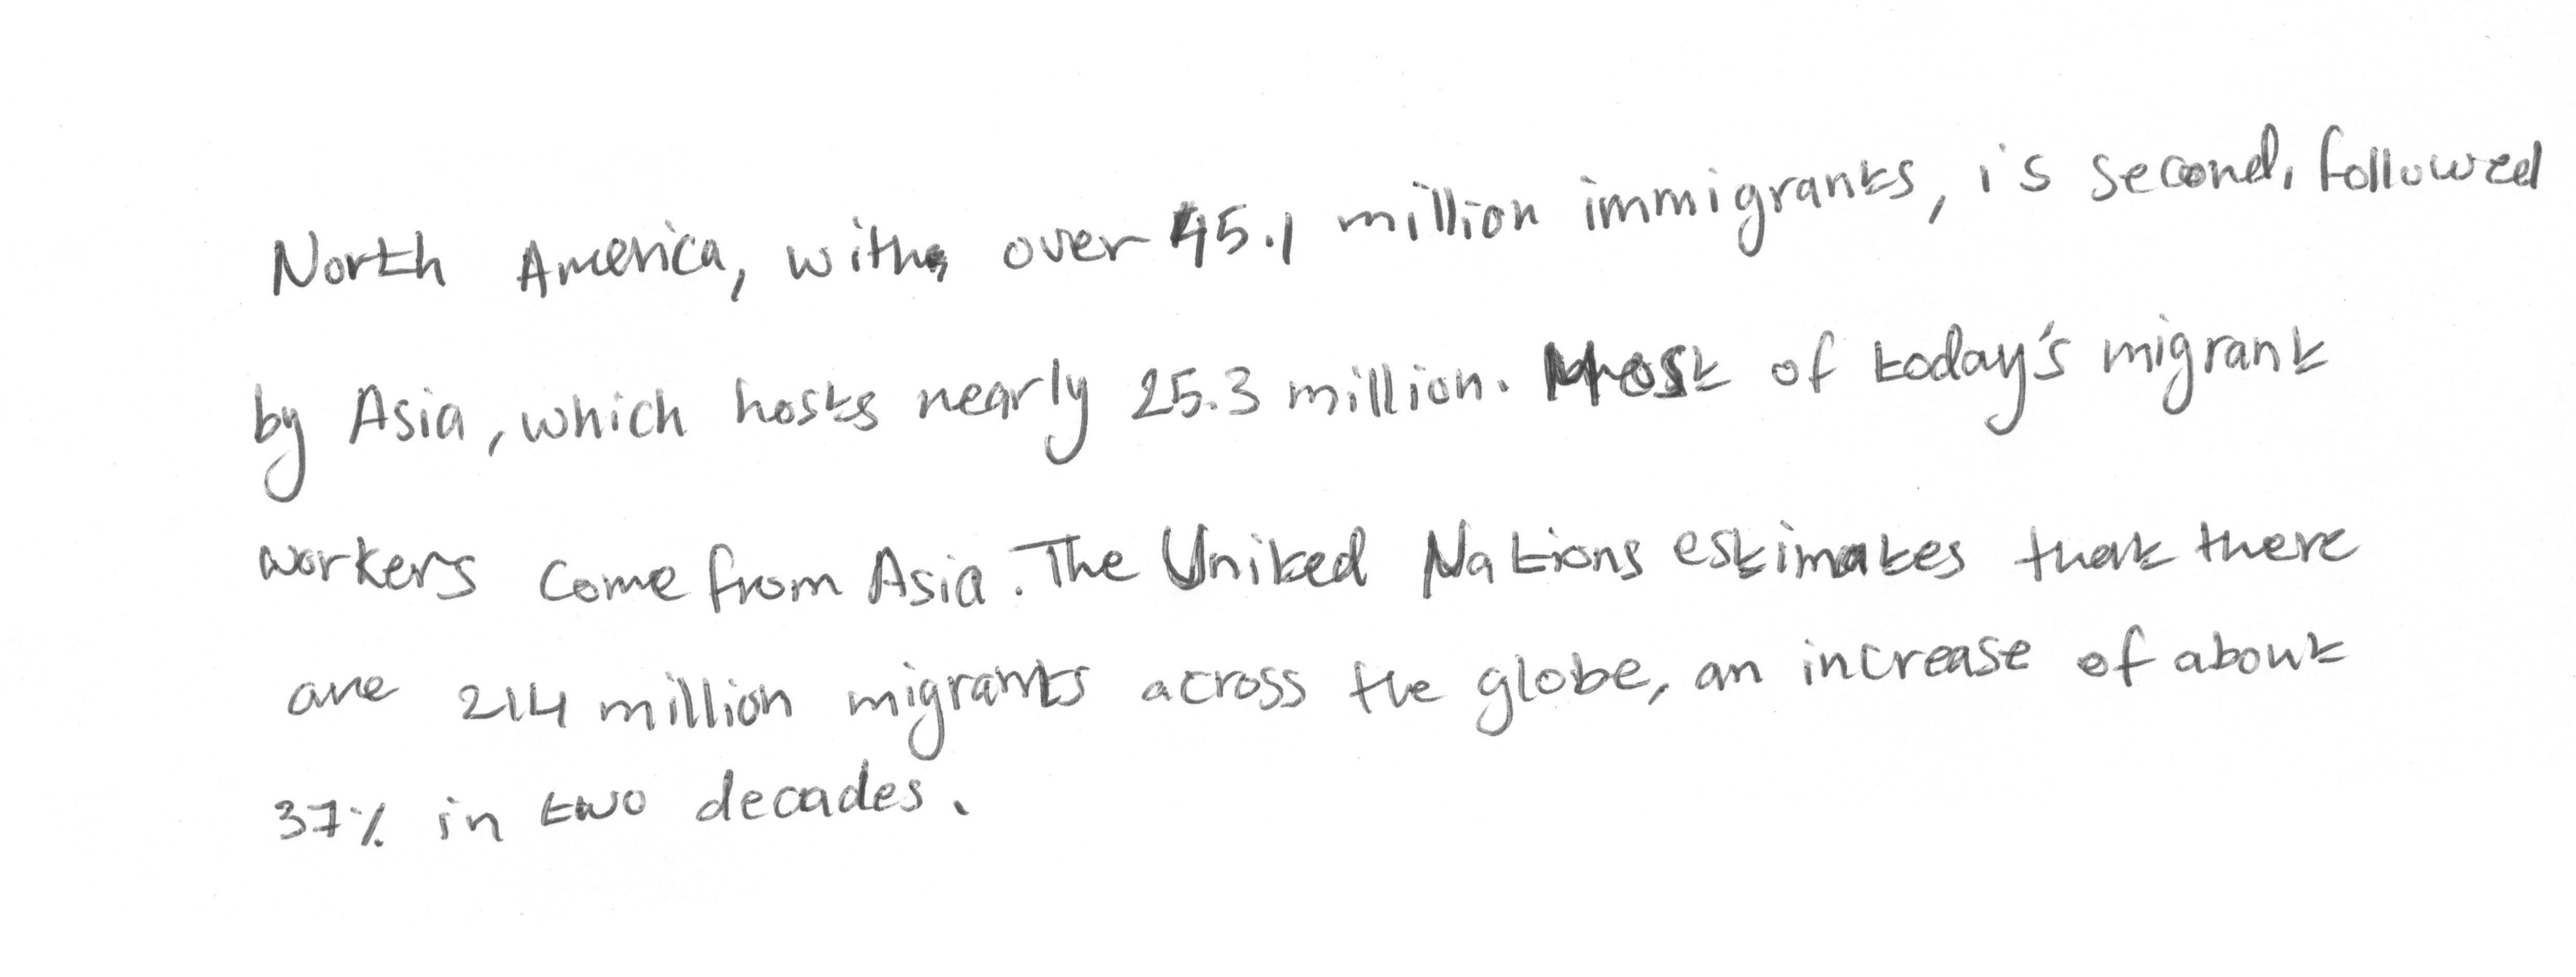 North America, with over 45.1 million immigrants, is second, followed
by Asia, which hosts nearly 25.3 million. Most of today's migrant
workers come from Asia. The United Nations estimates that there
are 214 million migrants across the globe, an increase of about
37% in two decades.